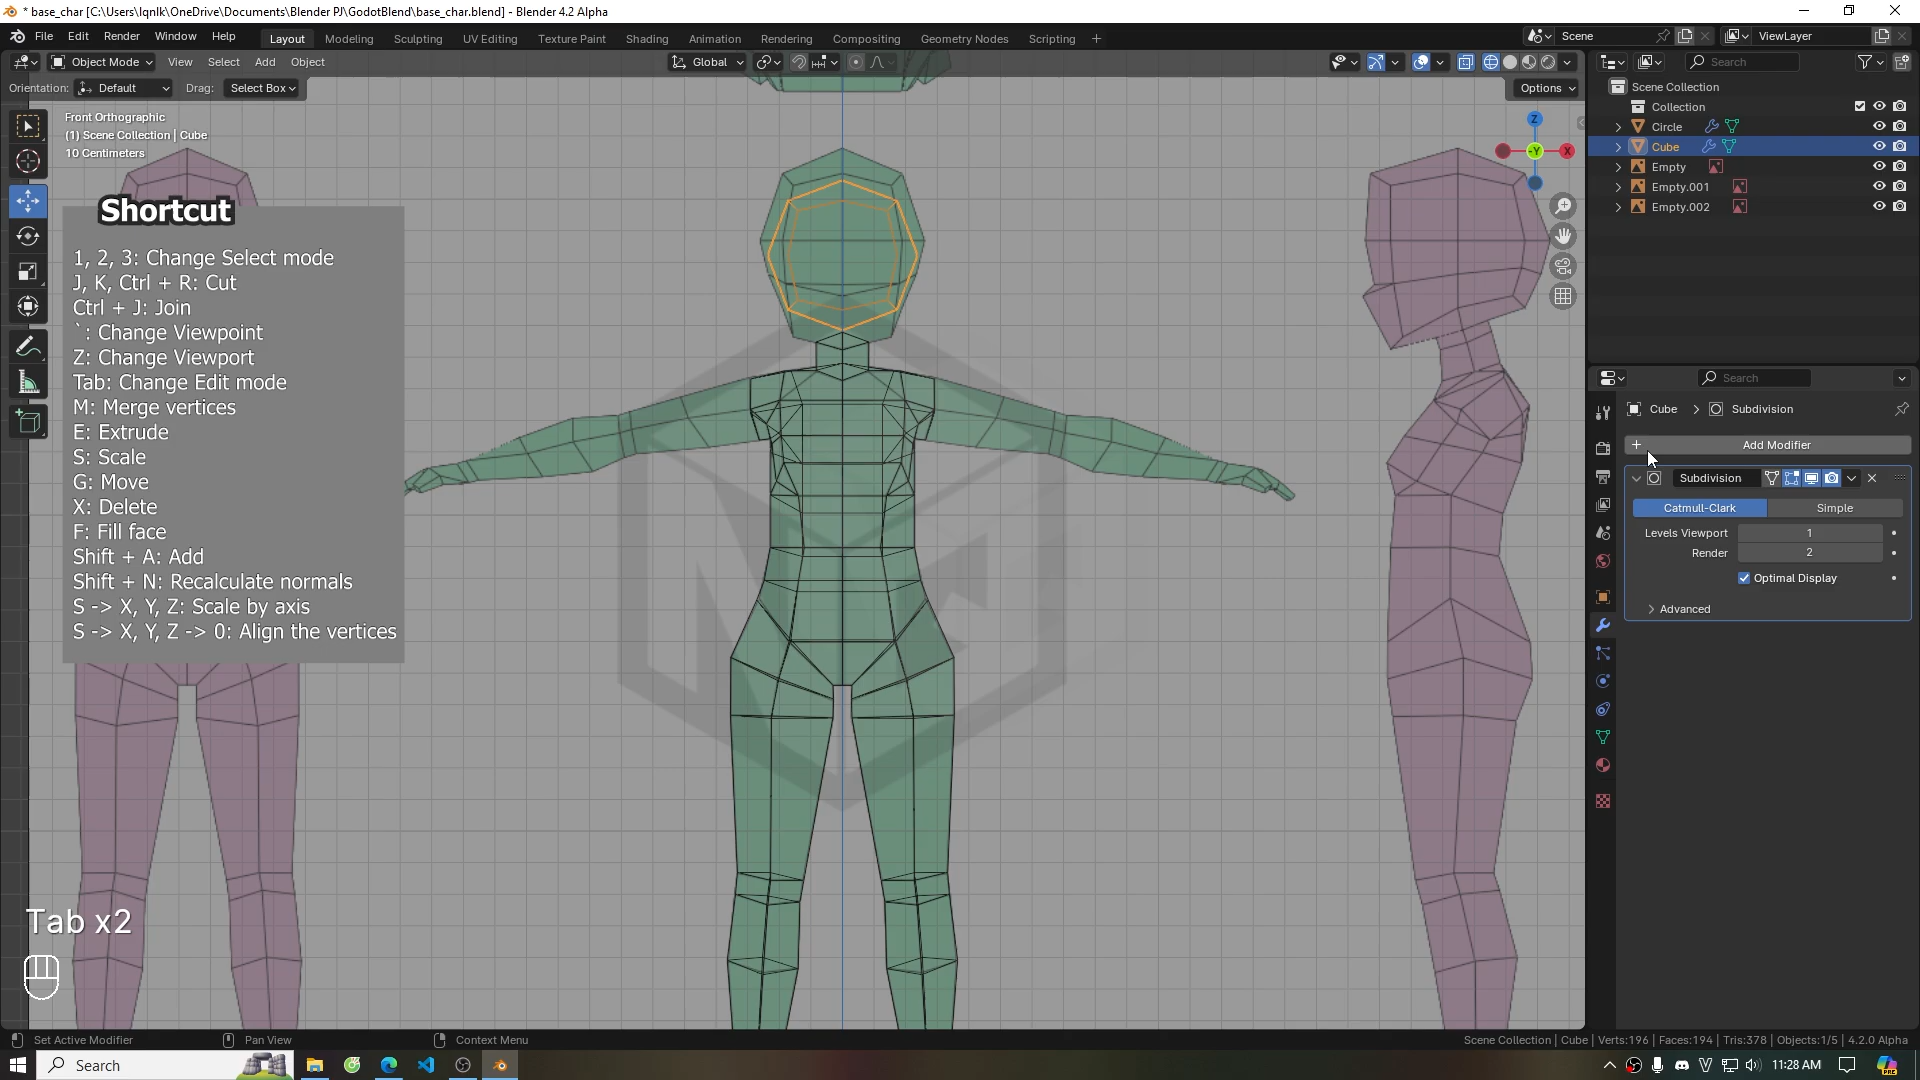 * base_char [C:\Users\lqnlk\OneDrive\Documents\Blender PJ\GodotBlend\base_char.blend] - Blender 4.2 Alpha
File Edit Render Window Help Layout Modeling Sculpting UV Editing Texture Paint Shading Animation Rendering Compositing Geometry Nodes Scripting + Scene ViewLayer
Object Mode View Select Add Object Global Search
Orientation: Default Drag: Select Box Options
Scene Collection
Collection
Circle
Cube
Empty
Empty.001
Empty.002
Front Orthographic
(1) Scene Collection | Cube
10 Centimeters
Z
-Y
X
Shortcut
1, 2, 3: Change Select mode
J, K, Ctrl + R: Cut
Ctrl + J: Join
`: Change Viewpoint
Z: Change Viewport
Tab: Change Edit mode
M: Merge vertices
E: Extrude
S: Scale
G: Move
X: Delete
F: Fill face
Shift + A: Add
Shift + N: Recalculate normals
S -> X, Y, Z: Scale by axis
S -> X, Y, Z -> 0: Align the vertices
Search
Cube > Subdivision
+ Add Modifier
Subdivision
Catmull-Clark Simple
Levels Viewport 1
Render 2
Optimal Display
Advanced
Tab x2
Set Active Modifier Pan View Context Menu Scene Collection | Cube | Verts:196 | Faces:194 | Tris:378 | Objects:1/5 | 4.2.0 Alpha
Search 11:28 AM